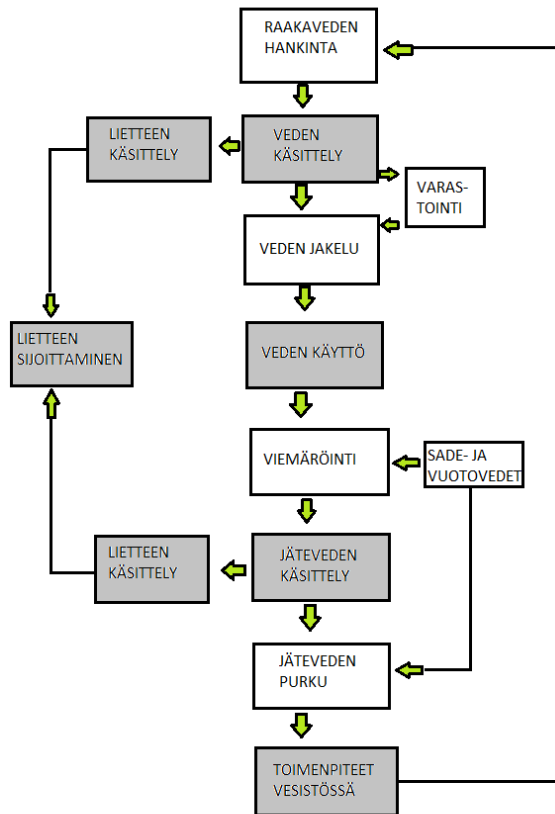 RAAKAVEDEN
HANKINTA
LIETTEEN
KÄSITTELY
VEDEN
KÄSITTELY
VARAS-
TOINTI
VEDEN JAKELU
LIETTEEN
SIJOITTAMINEN
VEDEN KÄYTTÖ
VIEMÄRÖINTI
SADE- JA
VUOTOVEDET
LIETTEEN
KÄSITTELY
JÄTEVEDEN
KÄSITTELY
JÄTEVEDEN
PURKU
TOIMENPITEET
VESISTÖSSÄ